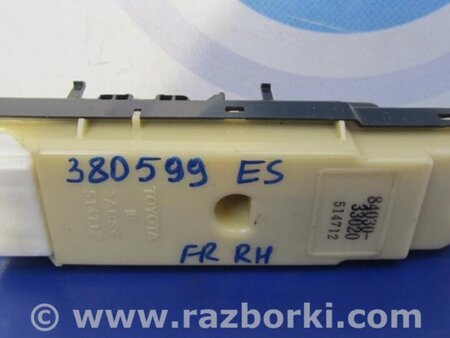 380599 ES
TOYOTA
84030-
33020
514712
FR RH
www.razborki.com